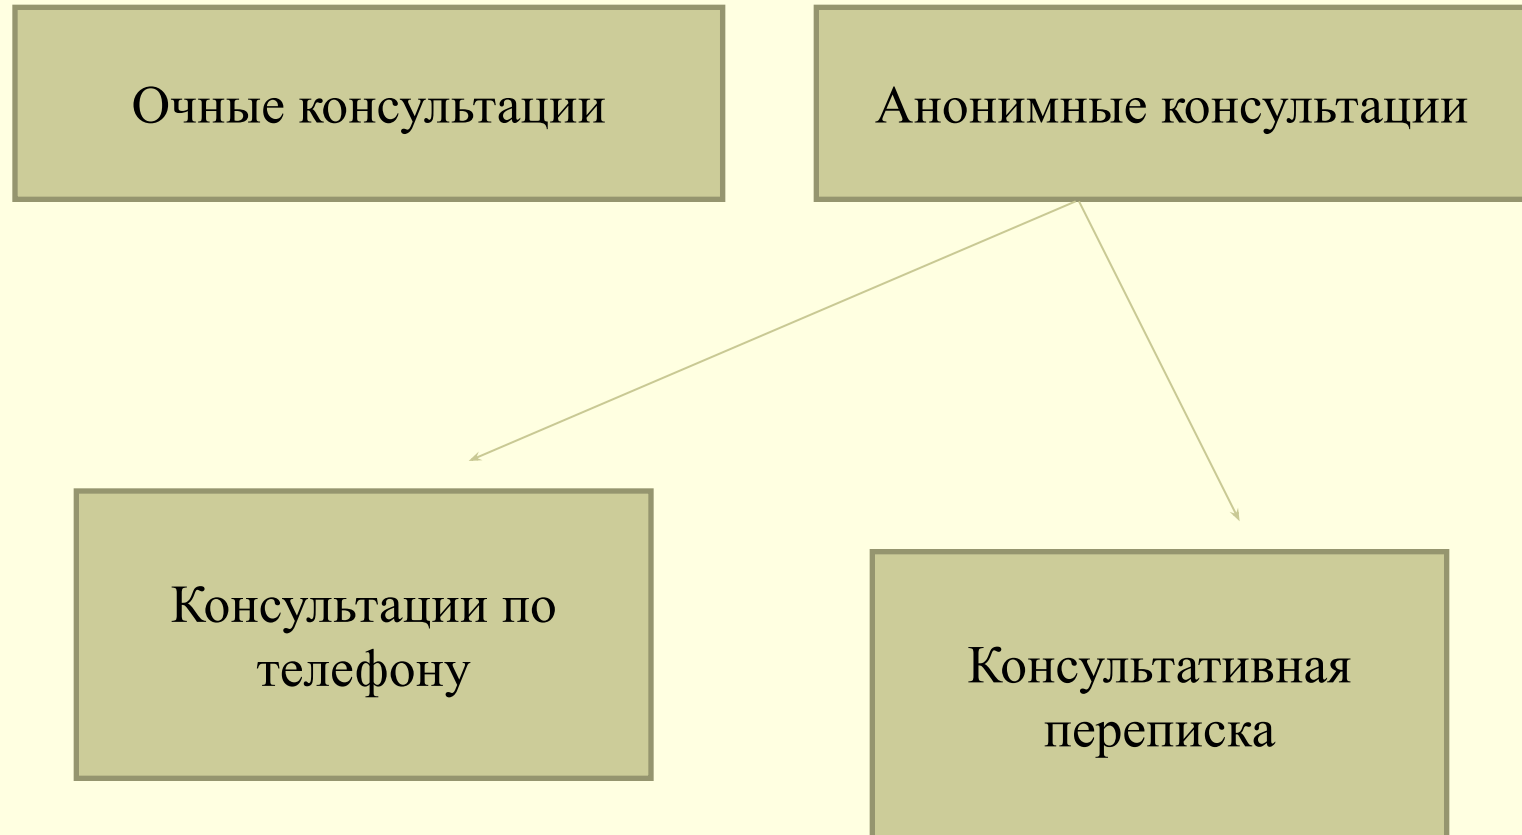 Очные консультации
Анонимные консультации
Консультации по
телефону
Консультативная
переписка